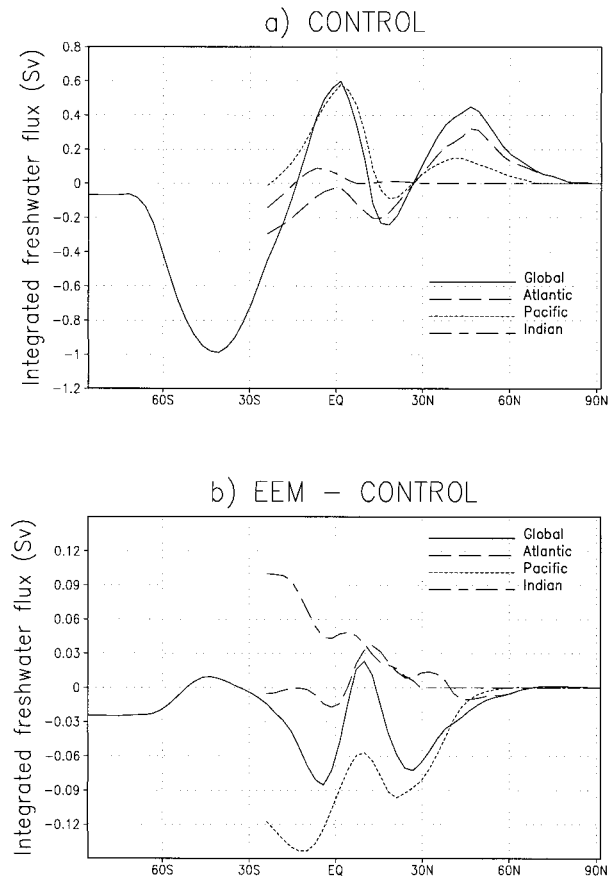 a) CONTROL
Integrated freshwater flux (Sv)
0.8
0.6
0.4
0.2
0
-0.2
-0.4
-0.6
-0.8
-1
-1.2
Global
Atlantic
Pacific
Indian
60S 30S EQ 30N 60N 90N
b) EEM - CONTROL
Integrated freshwater flux (Sv)
0.12
0.09
0.06
0.03
0
-0.03
-0.06
-0.09
-0.12
Global
Atlantic
Pacific
Indian
60S 30S EQ 30N 60N 90N